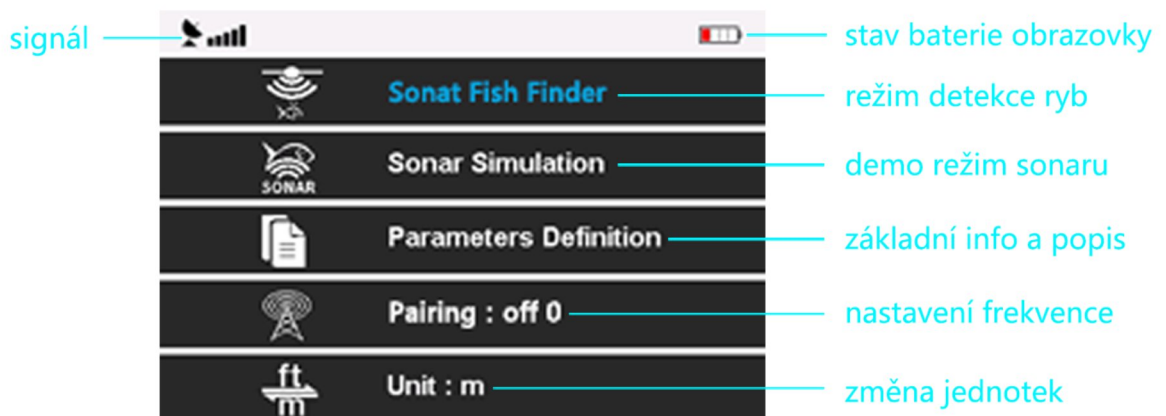 signál
stav baterie obrazovky
Sonat Fish Finder
režim detekce ryb
SONAR
Sonar Simulation
demo režim sonaru
Parameters Definition
základní info a popis
Pairing : off 0
nastavení frekvence
ft
m
Unit : m
změna jednotek